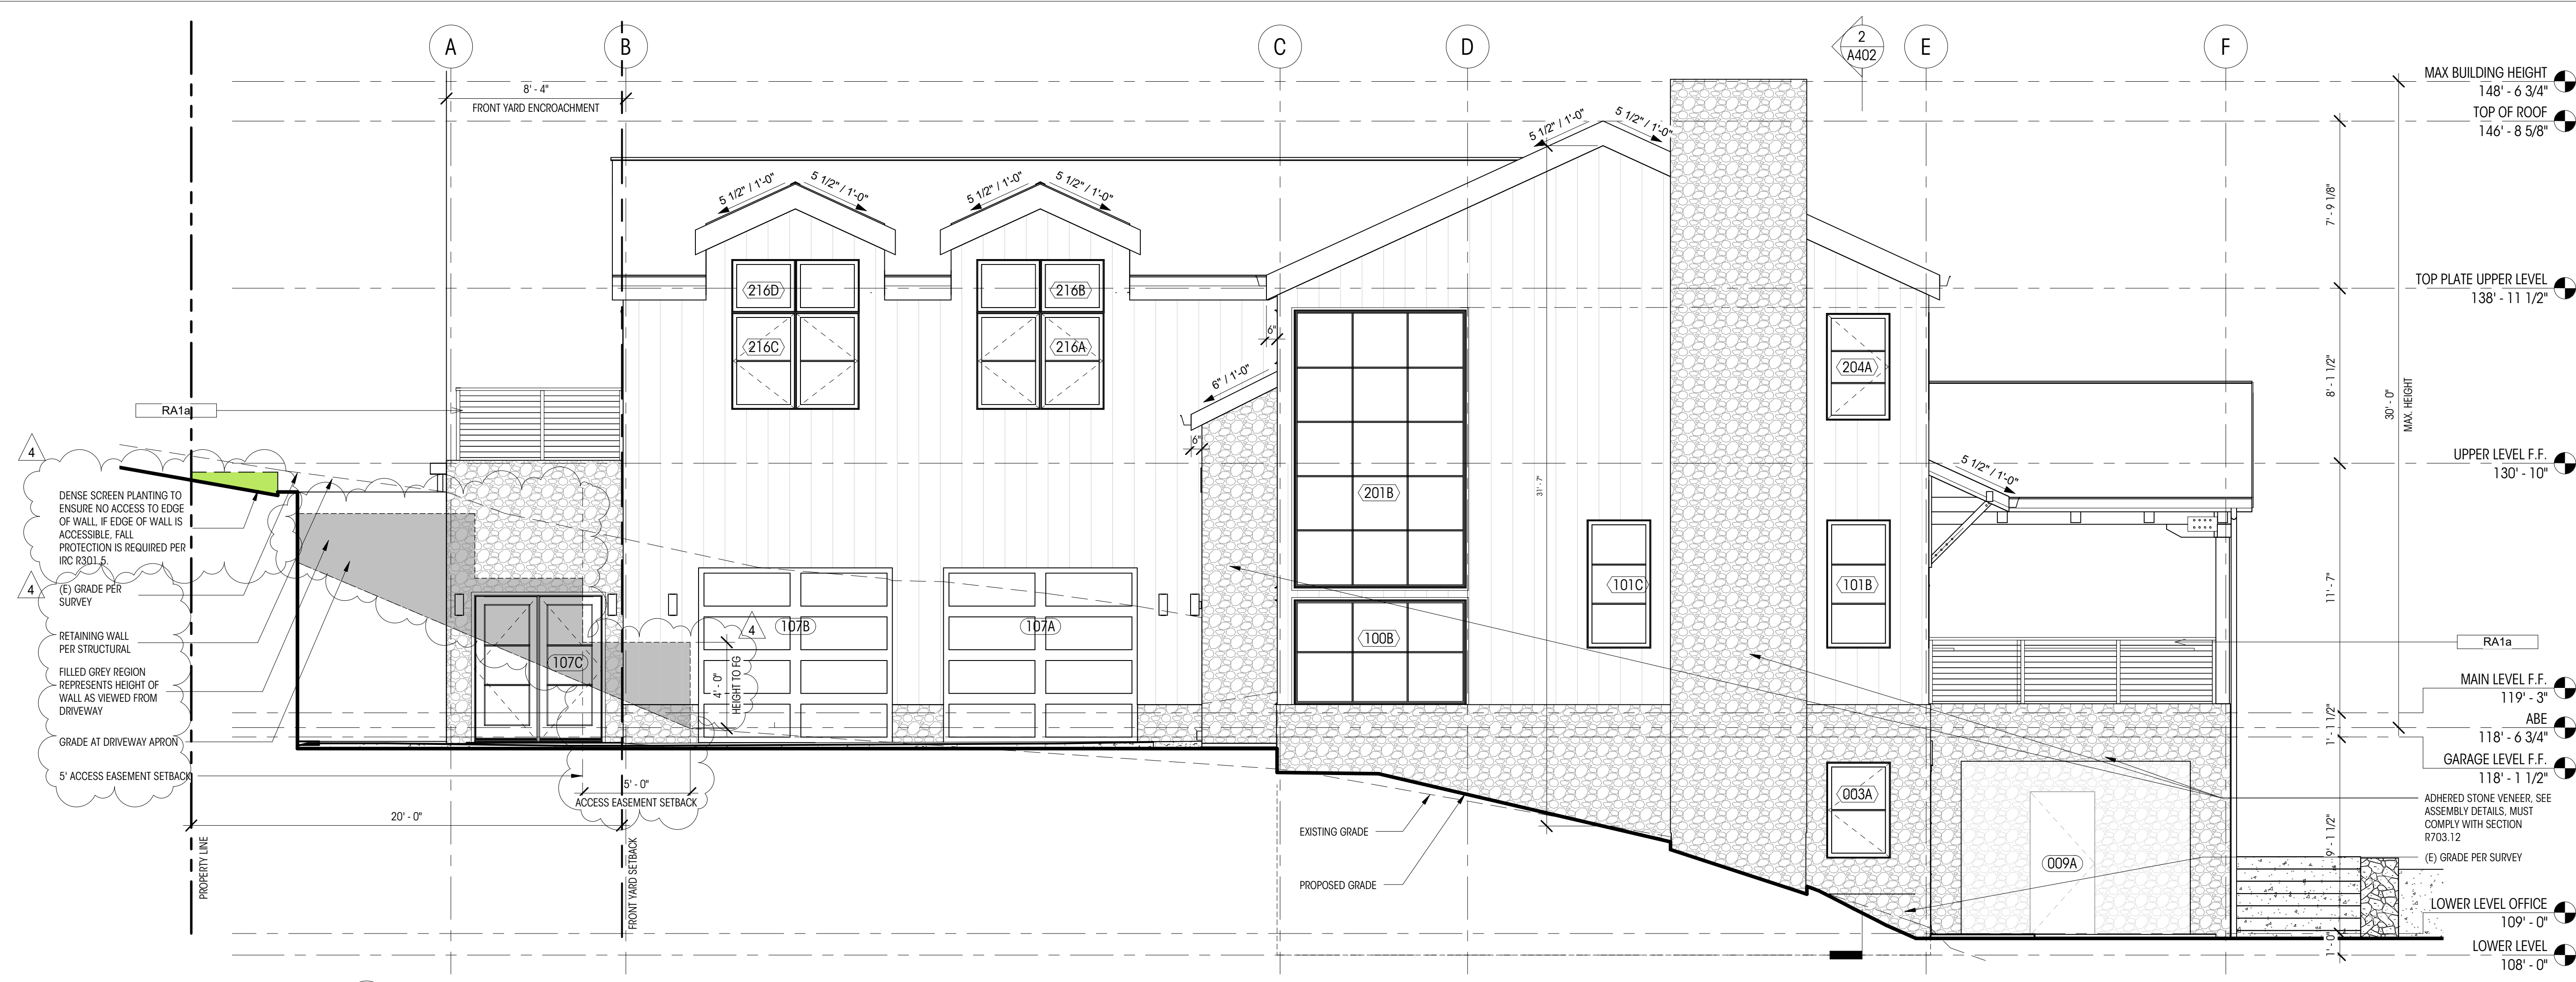 A
B
C
D
2
A402
E
F
MAX BUILDING HEIGHT
148' - 6 3/4"
TOP OF ROOF
146' - 8 5/8"
8' - 4"
FRONT YARD ENCROACHMENT
5 1/2" / 1'-0"
5 1/2" / 1'-0"
5 1/2" / 1'-0"
5 1/2" / 1'-0"
5 1/2" / 1'-0"
5 1/2" / 1'-0"
7' - 9 1/8"
TOP PLATE UPPER LEVEL
138' - 11 1/2"
216D
216B
216C
216A
6"
6" / 1'-0"
6"
204A
8' - 1 1/2"
30' - 0"
MAX. HEIGHT
RA1a
4
UPPER LEVEL F.F.
130' - 10"
5 1/2" / 1'-0"
DENSE SCREEN PLANTING TO
ENSURE NO ACCESS TO EDGE
OF WALL, IF EDGE OF WALL IS
ACCESSIBLE, FALL
PROTECTION IS REQUIRED PER
IRC R301.5.
201B
31' - 7"
4
(E) GRADE PER
SURVEY
101C
101B
11' - 7"
RETAINING WALL
PER STRUCTURAL
4
107B
107A
100B
RA1a
FILLED GREY REGION
REPRESENTS HEIGHT OF
WALL AS VIEWED FROM
DRIVEWAY
107C
4' - 0"
HEIGHT TO FG
MAIN LEVEL F.F.
119' - 3"
GRADE AT DRIVEWAY APRON
1' - 1 1/2"
ABE
118' - 6 3/4"
GARAGE LEVEL F.F.
118' - 1 1/2"
5' ACCESS EASEMENT SETBACK
5' - 0"
ACCESS EASEMENT SETBACK
20' - 0"
003A
ADHERED STONE VENEER, SEE
ASSEMBLY DETAILS, MUST
COMPLY WITH SECTION
R703.12
EXISTING GRADE
9' - 1 1/2"
(E) GRADE PER SURVEY
009A
PROPERTY LINE
FRONT YARD SETBACK
PROPOSED GRADE
LOWER LEVEL OFFICE
109' - 0"
1' - 0"
LOWER LEVEL
108' - 0"